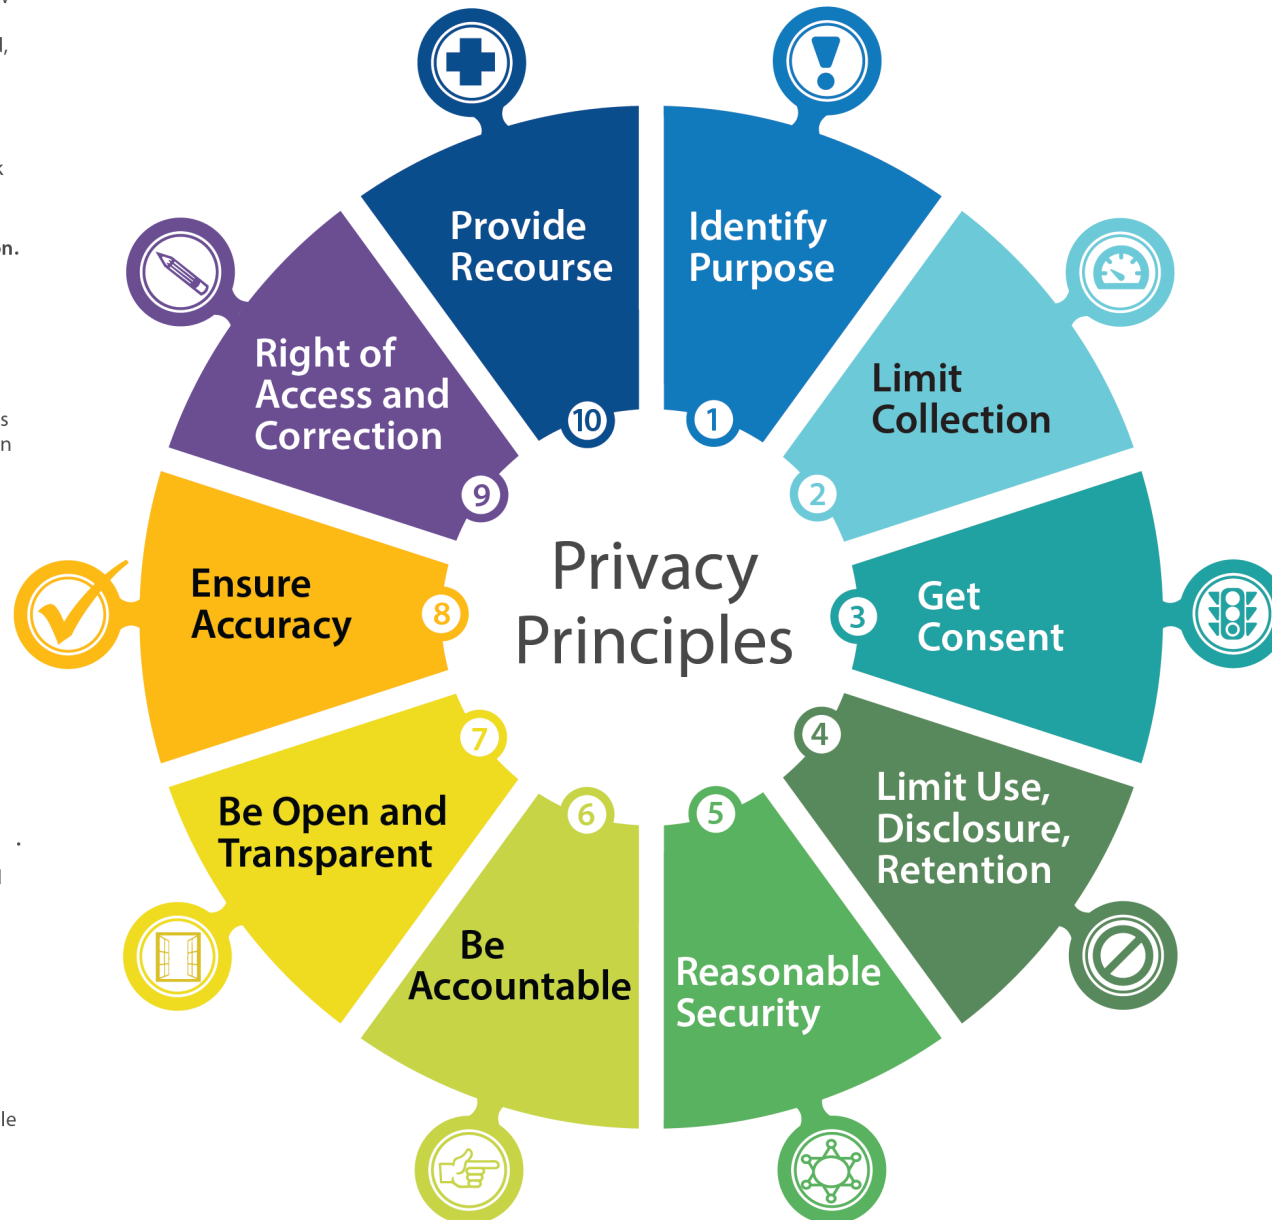 Privacy
Principles
1
Identify
Purpose
2
Limit
Collection
3
Get
Consent
4
Limit Use,
Disclosure,
Retention
5
Reasonable
Security
6
Be
Accountable
7
Be Open and
Transparent
8
Ensure
Accuracy
9
Right of
Access and
Correction
10
Provide
Recourse